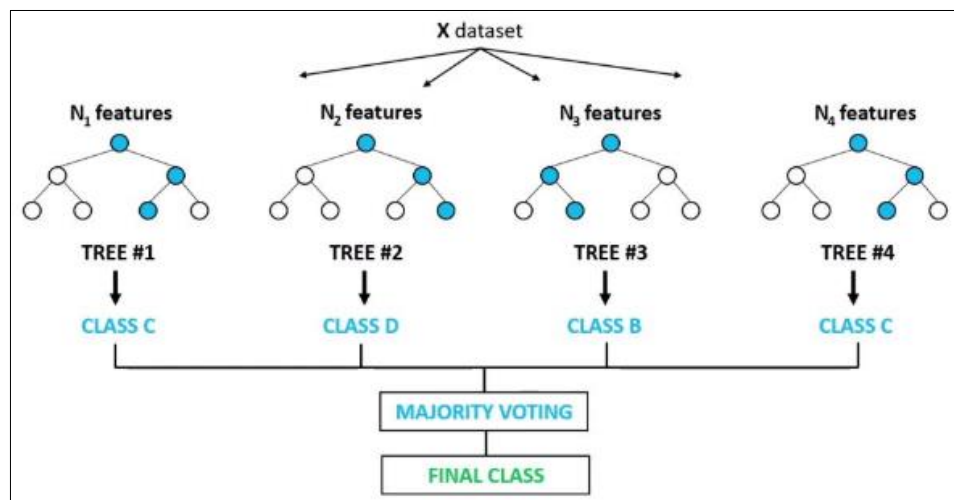 X dataset
N₁ features
N₂ features
N₃ features
N₄ features
TREE #1
TREE #2
TREE #3
TREE #4
CLASS C
CLASS D
CLASS B
CLASS C
MAJORITY VOTING
FINAL CLASS